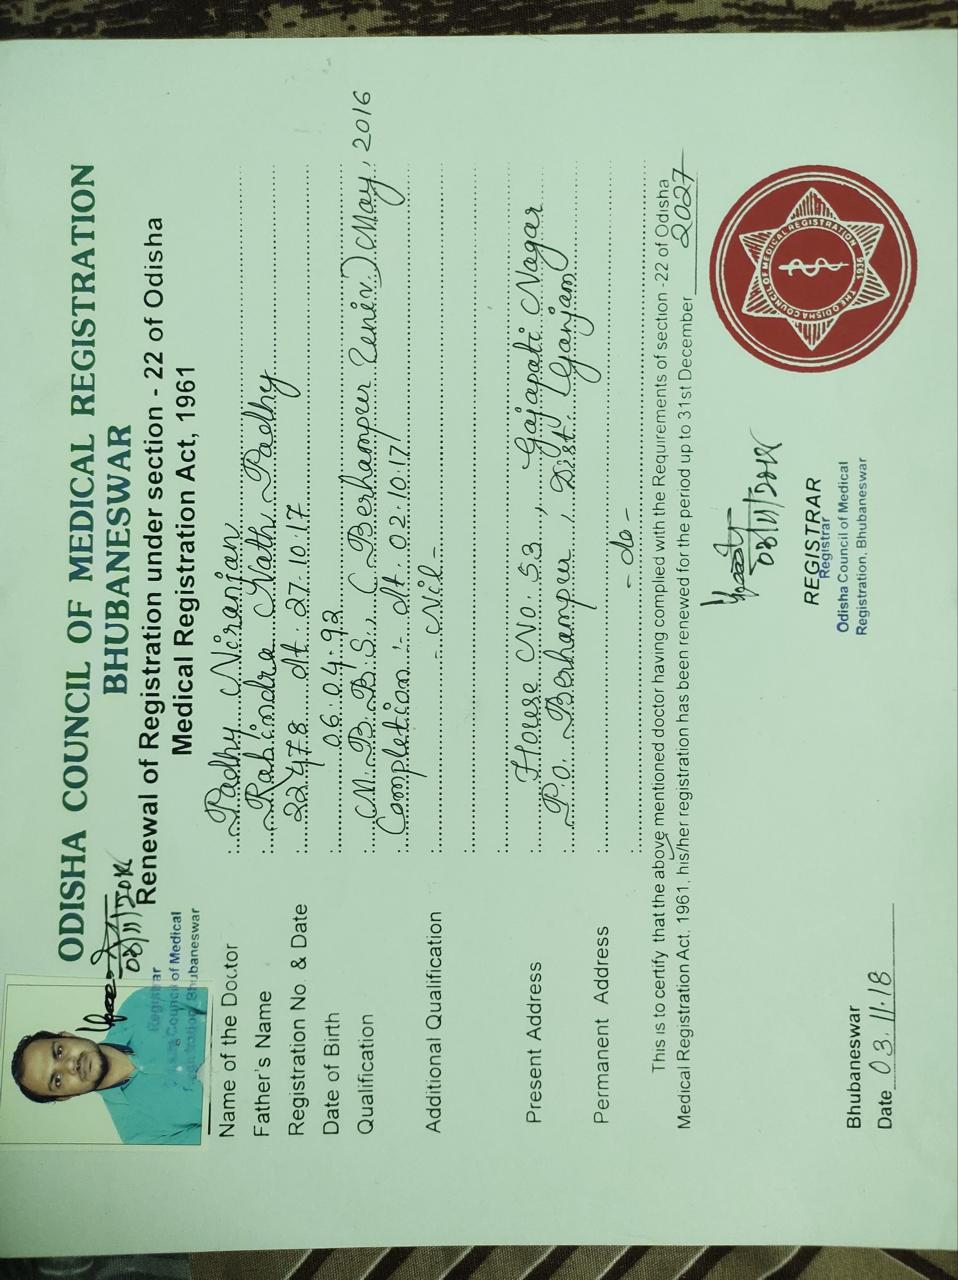 ODISHA COUNCIL OF MEDICAL REGISTRATION
BHUBANESWAR
03/11/2018
Renewal of Registration under section - 22 of Odisha
Medical Registration Act, 1961
Registrar
Council of Medical
Registration, Bhubaneswar
Name of the Doctor : Padhy Niranjan
Father's Name : Rabindra Nath Padhy
Registration No. & Date : 22478 dt. 27.10.17
Date of Birth : 06.04.92
Qualification : M.B.B.S., (Berhampur Univ) May, 2016
: Completion :- dt. 02.10.17
Additional Qualification : - Nil -
Present Address : House No. 53, Gajapati Nagar
: P.O. Berhampur, Dist. Ganjam
Permanent Address : - do -
This is to certify that the above mentioned doctor having complied with the Requirements of section -22 of Odisha
Medical Registration Act, 1961, his/her registration has been renewed for the period up to 31st December 2027
03/11/2018
REGISTRAR
Registrar
Odisha Council of Medical
Registration, Bhubaneswar
THE ODISHA COUNCIL OF MEDICAL REGISTRATION
1936
Bhubaneswar
Date 03.11.18